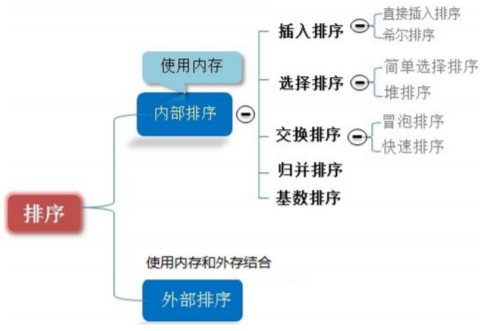 直接插入排序
插入排序
希尔排序
使用内存
简单选择排序
选择排序
堆排序
内部排序
冒泡排序
交换排序
快速排序
归并排序
基数排序
排序
使用内存和外存结合
外部排序